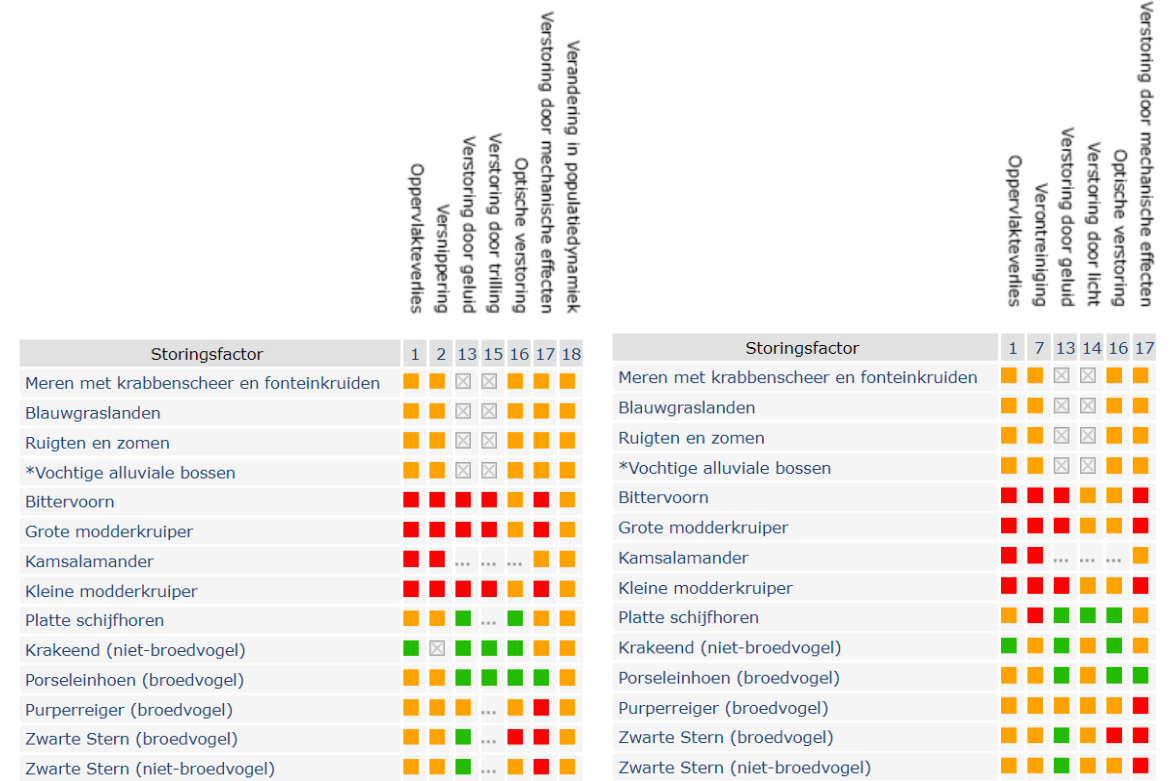 Oppervlakteverlies
Versnippering
Verstoring door geluid
Verstoring door trilling
Optische verstoring
Verstoring door mechanische effecten
Verandering in populatiedynamiek
Storingsfactor 1 2 13 15 16 17 18
Meren met krabbenscheer en fonteinkruiden
Blauwgraslanden
Ruigten en zomen
*Vochtige alluviale bossen
Bittervoorn
Grote modderkruiper
Kamsalamander ... ... ...
Kleine modderkruiper
Platte schijfhoren ...
Krakeend (niet-broedvogel)
Porseleinhoen (broedvogel)
Purperreiger (broedvogel) ...
Zwarte Stern (broedvogel) ...
Zwarte Stern (niet-broedvogel) ...
Oppervlakteverlies
Verontreiniging
Verstoring door geluid
Verstoring door licht
Optische verstoring
Verstoring door mechanische effecten
Storingsfactor 1 7 13 14 16 17
Meren met krabbenscheer en fonteinkruiden
Blauwgraslanden
Ruigten en zomen
*Vochtige alluviale bossen
Bittervoorn
Grote modderkruiper
Kamsalamander ... ... ...
Kleine modderkruiper
Platte schijfhoren
Krakeend (niet-broedvogel)
Porseleinhoen (broedvogel)
Purperreiger (broedvogel)
Zwarte Stern (broedvogel)
Zwarte Stern (niet-broedvogel)